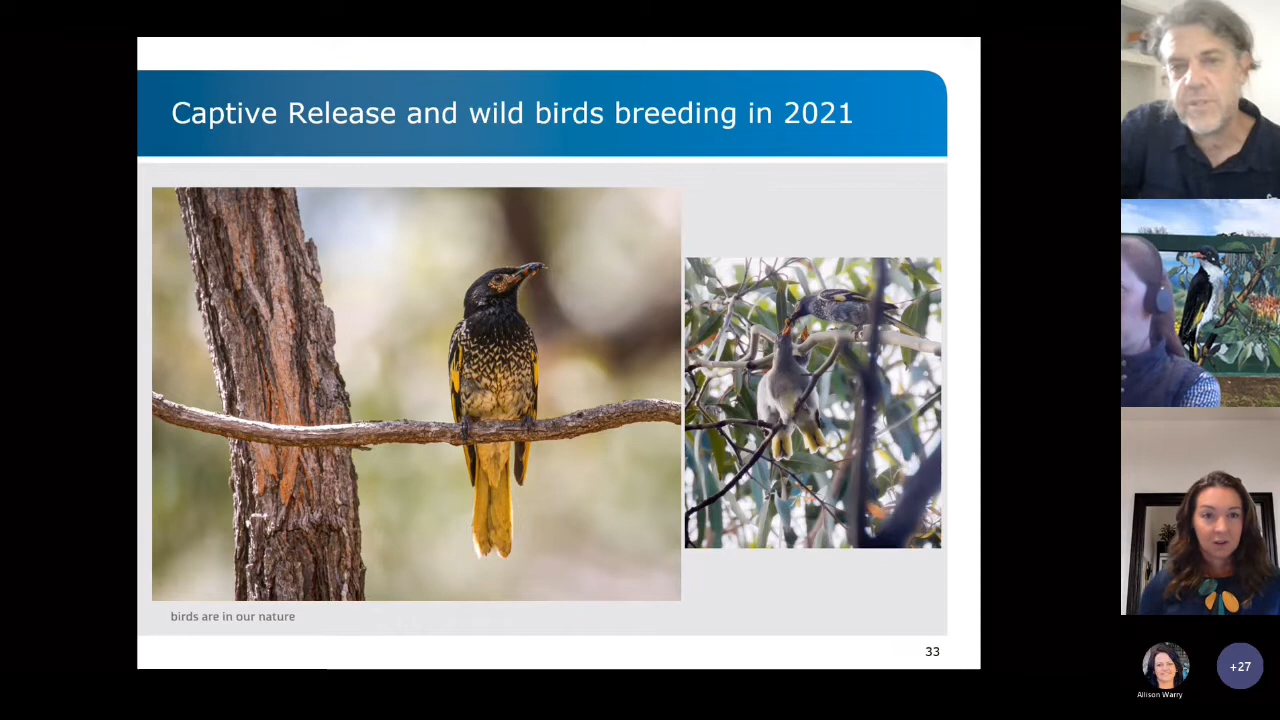 Captive Release and wild birds breeding in 2021
birds are in our nature
33
Allison Warry
+27